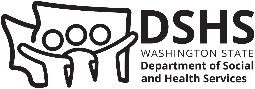 DSHS
WASHINGTON STATE
Department of Social
and Health Services